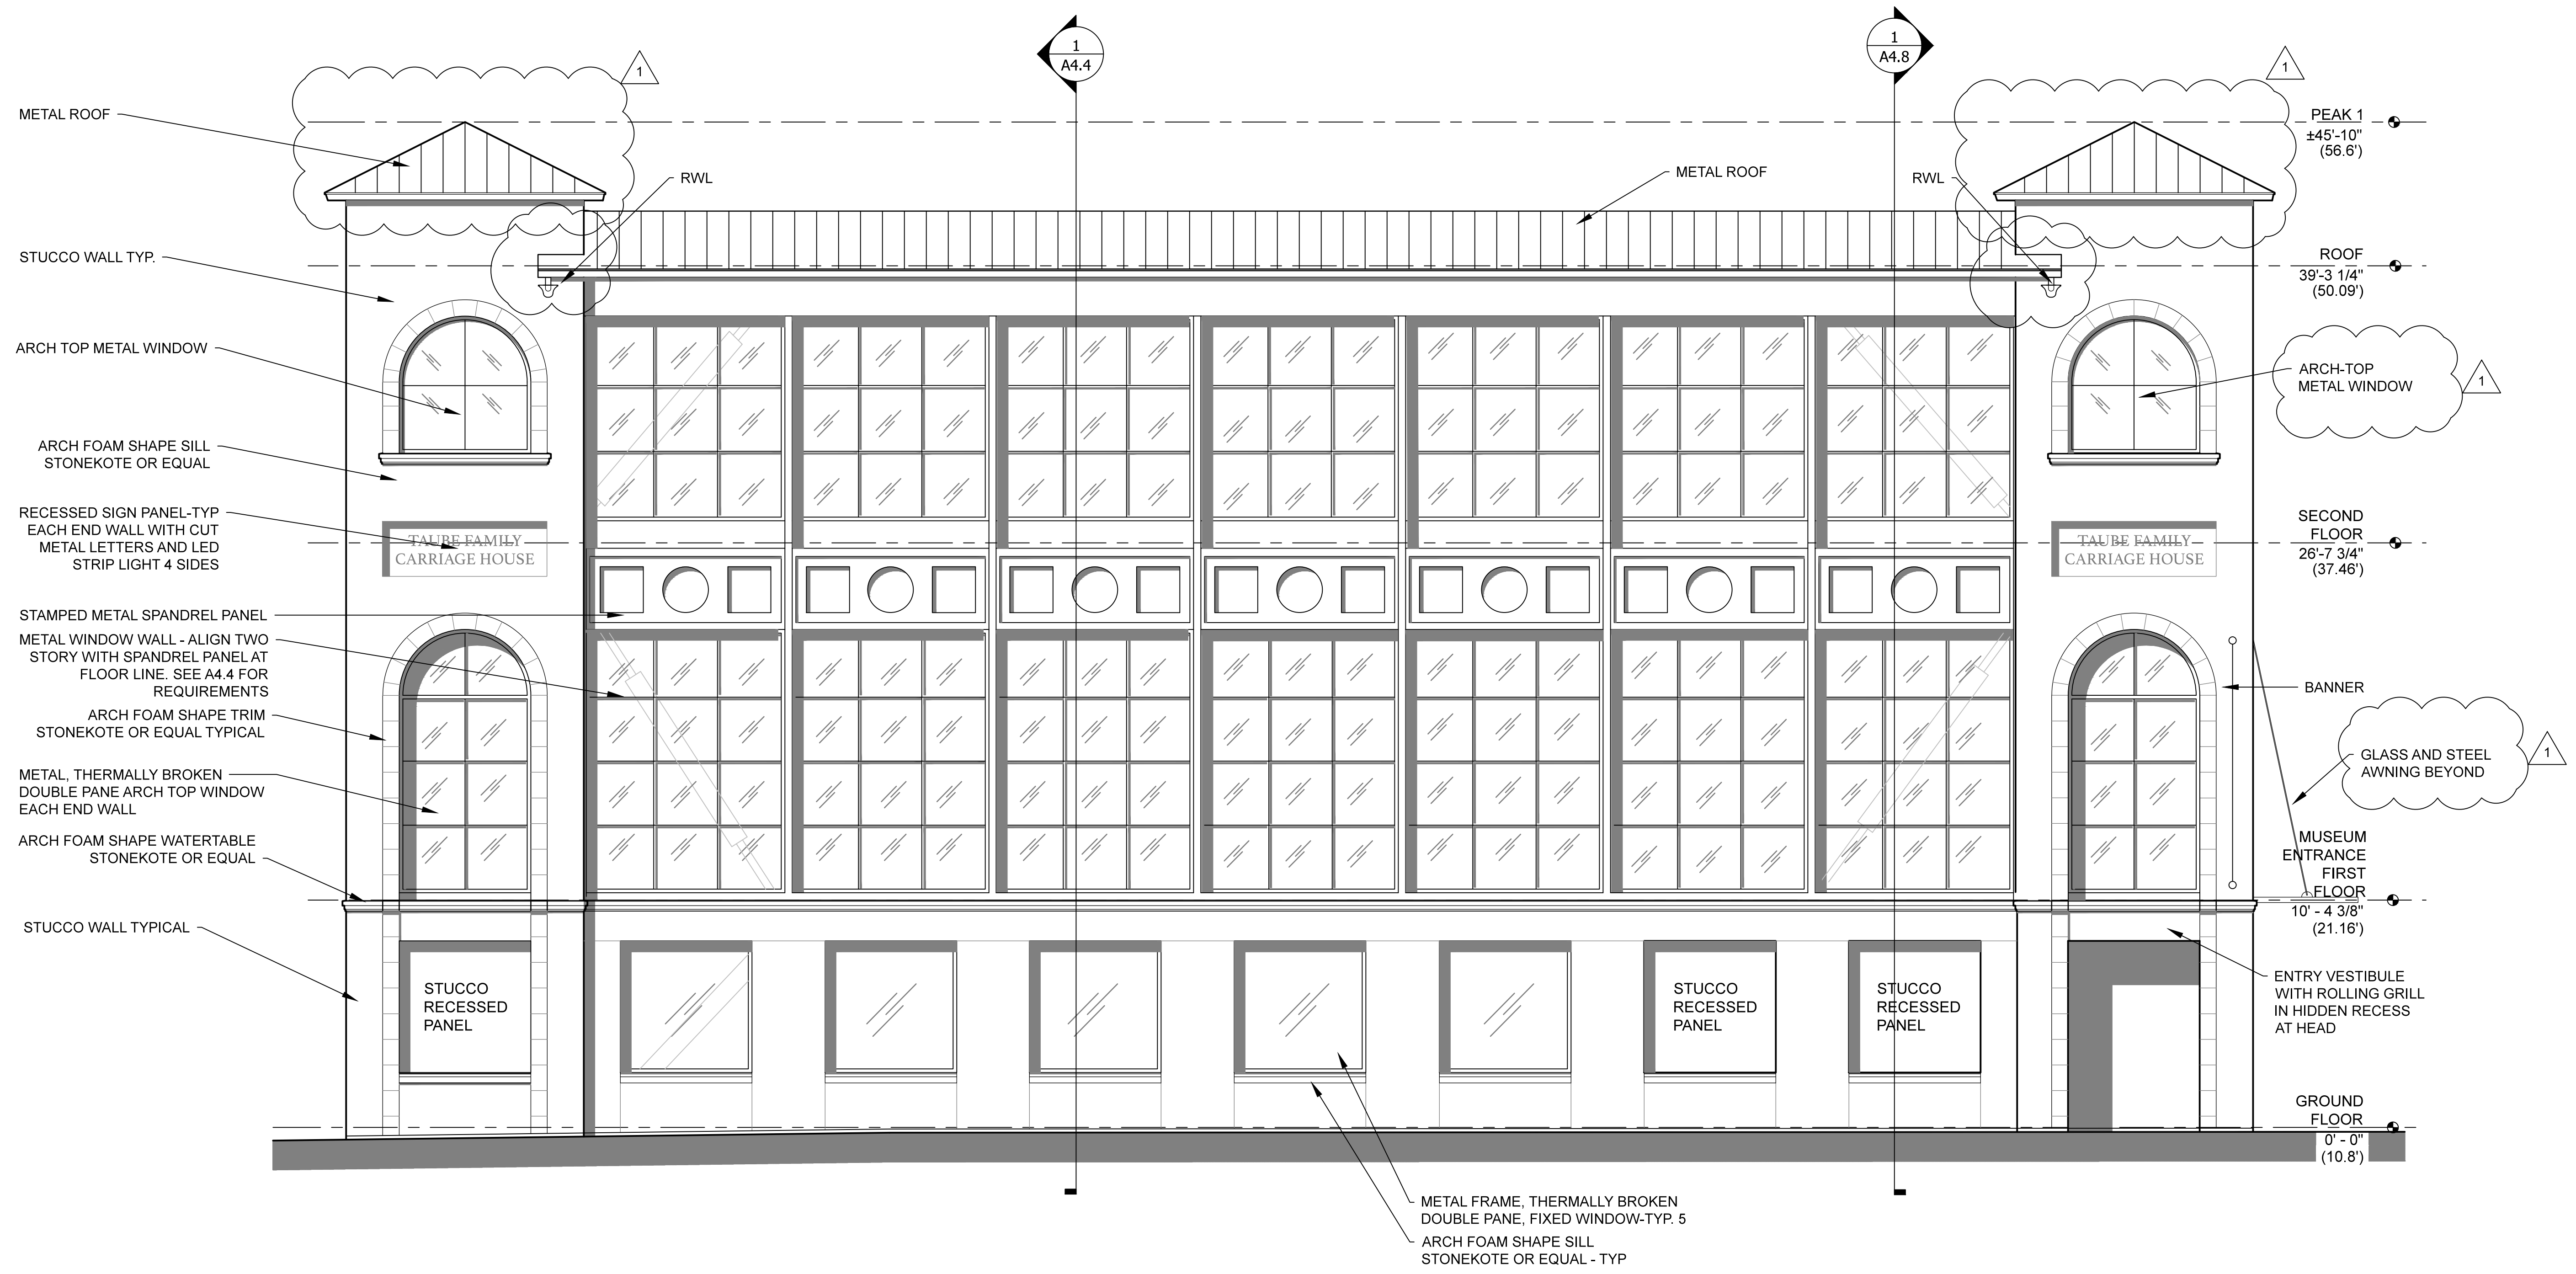 1
A4.4
1
A4.8
1
1
METAL ROOF
STUCCO WALL TYP.
ARCH TOP METAL WINDOW
ARCH FOAM SHAPE SILL
STONEKOTE OR EQUAL
RECESSED SIGN PANEL-TYP
EACH END WALL WITH CUT
METAL LETTERS AND LED
STRIP LIGHT 4 SIDES
STAMPED METAL SPANDREL PANEL
METAL WINDOW WALL - ALIGN TWO
STORY WITH SPANDREL PANEL AT
FLOOR LINE. SEE A4.4 FOR
REQUIREMENTS
ARCH FOAM SHAPE TRIM
STONEKOTE OR EQUAL TYPICAL
METAL, THERMALLY BROKEN
DOUBLE PANE ARCH TOP WINDOW
EACH END WALL
ARCH FOAM SHAPE WATERTABLE
STONEKOTE OR EQUAL
STUCCO WALL TYPICAL
RWL
METAL ROOF
RWL
TAUBE FAMILY
CARRIAGE HOUSE
TAUBE FAMILY
CARRIAGE HOUSE
STUCCO
RECESSED
PANEL
STUCCO
RECESSED
PANEL
STUCCO
RECESSED
PANEL
PEAK 1
±45'-10"
(56.6')
ROOF
39'-3 1/4"
(50.09')
ARCH-TOP
METAL WINDOW
1
SECOND
FLOOR
26'-7 3/4"
(37.46')
BANNER
GLASS AND STEEL
AWNING BEYOND
1
MUSEUM
ENTRANCE
FIRST
FLOOR
10' - 4 3/8"
(21.16')
ENTRY VESTIBULE
WITH ROLLING GRILL
IN HIDDEN RECESS
AT HEAD
GROUND
FLOOR
0' - 0"
(10.8')
METAL FRAME, THERMALLY BROKEN
DOUBLE PANE, FIXED WINDOW-TYP. 5
ARCH FOAM SHAPE SILL
STONEKOTE OR EQUAL - TYP